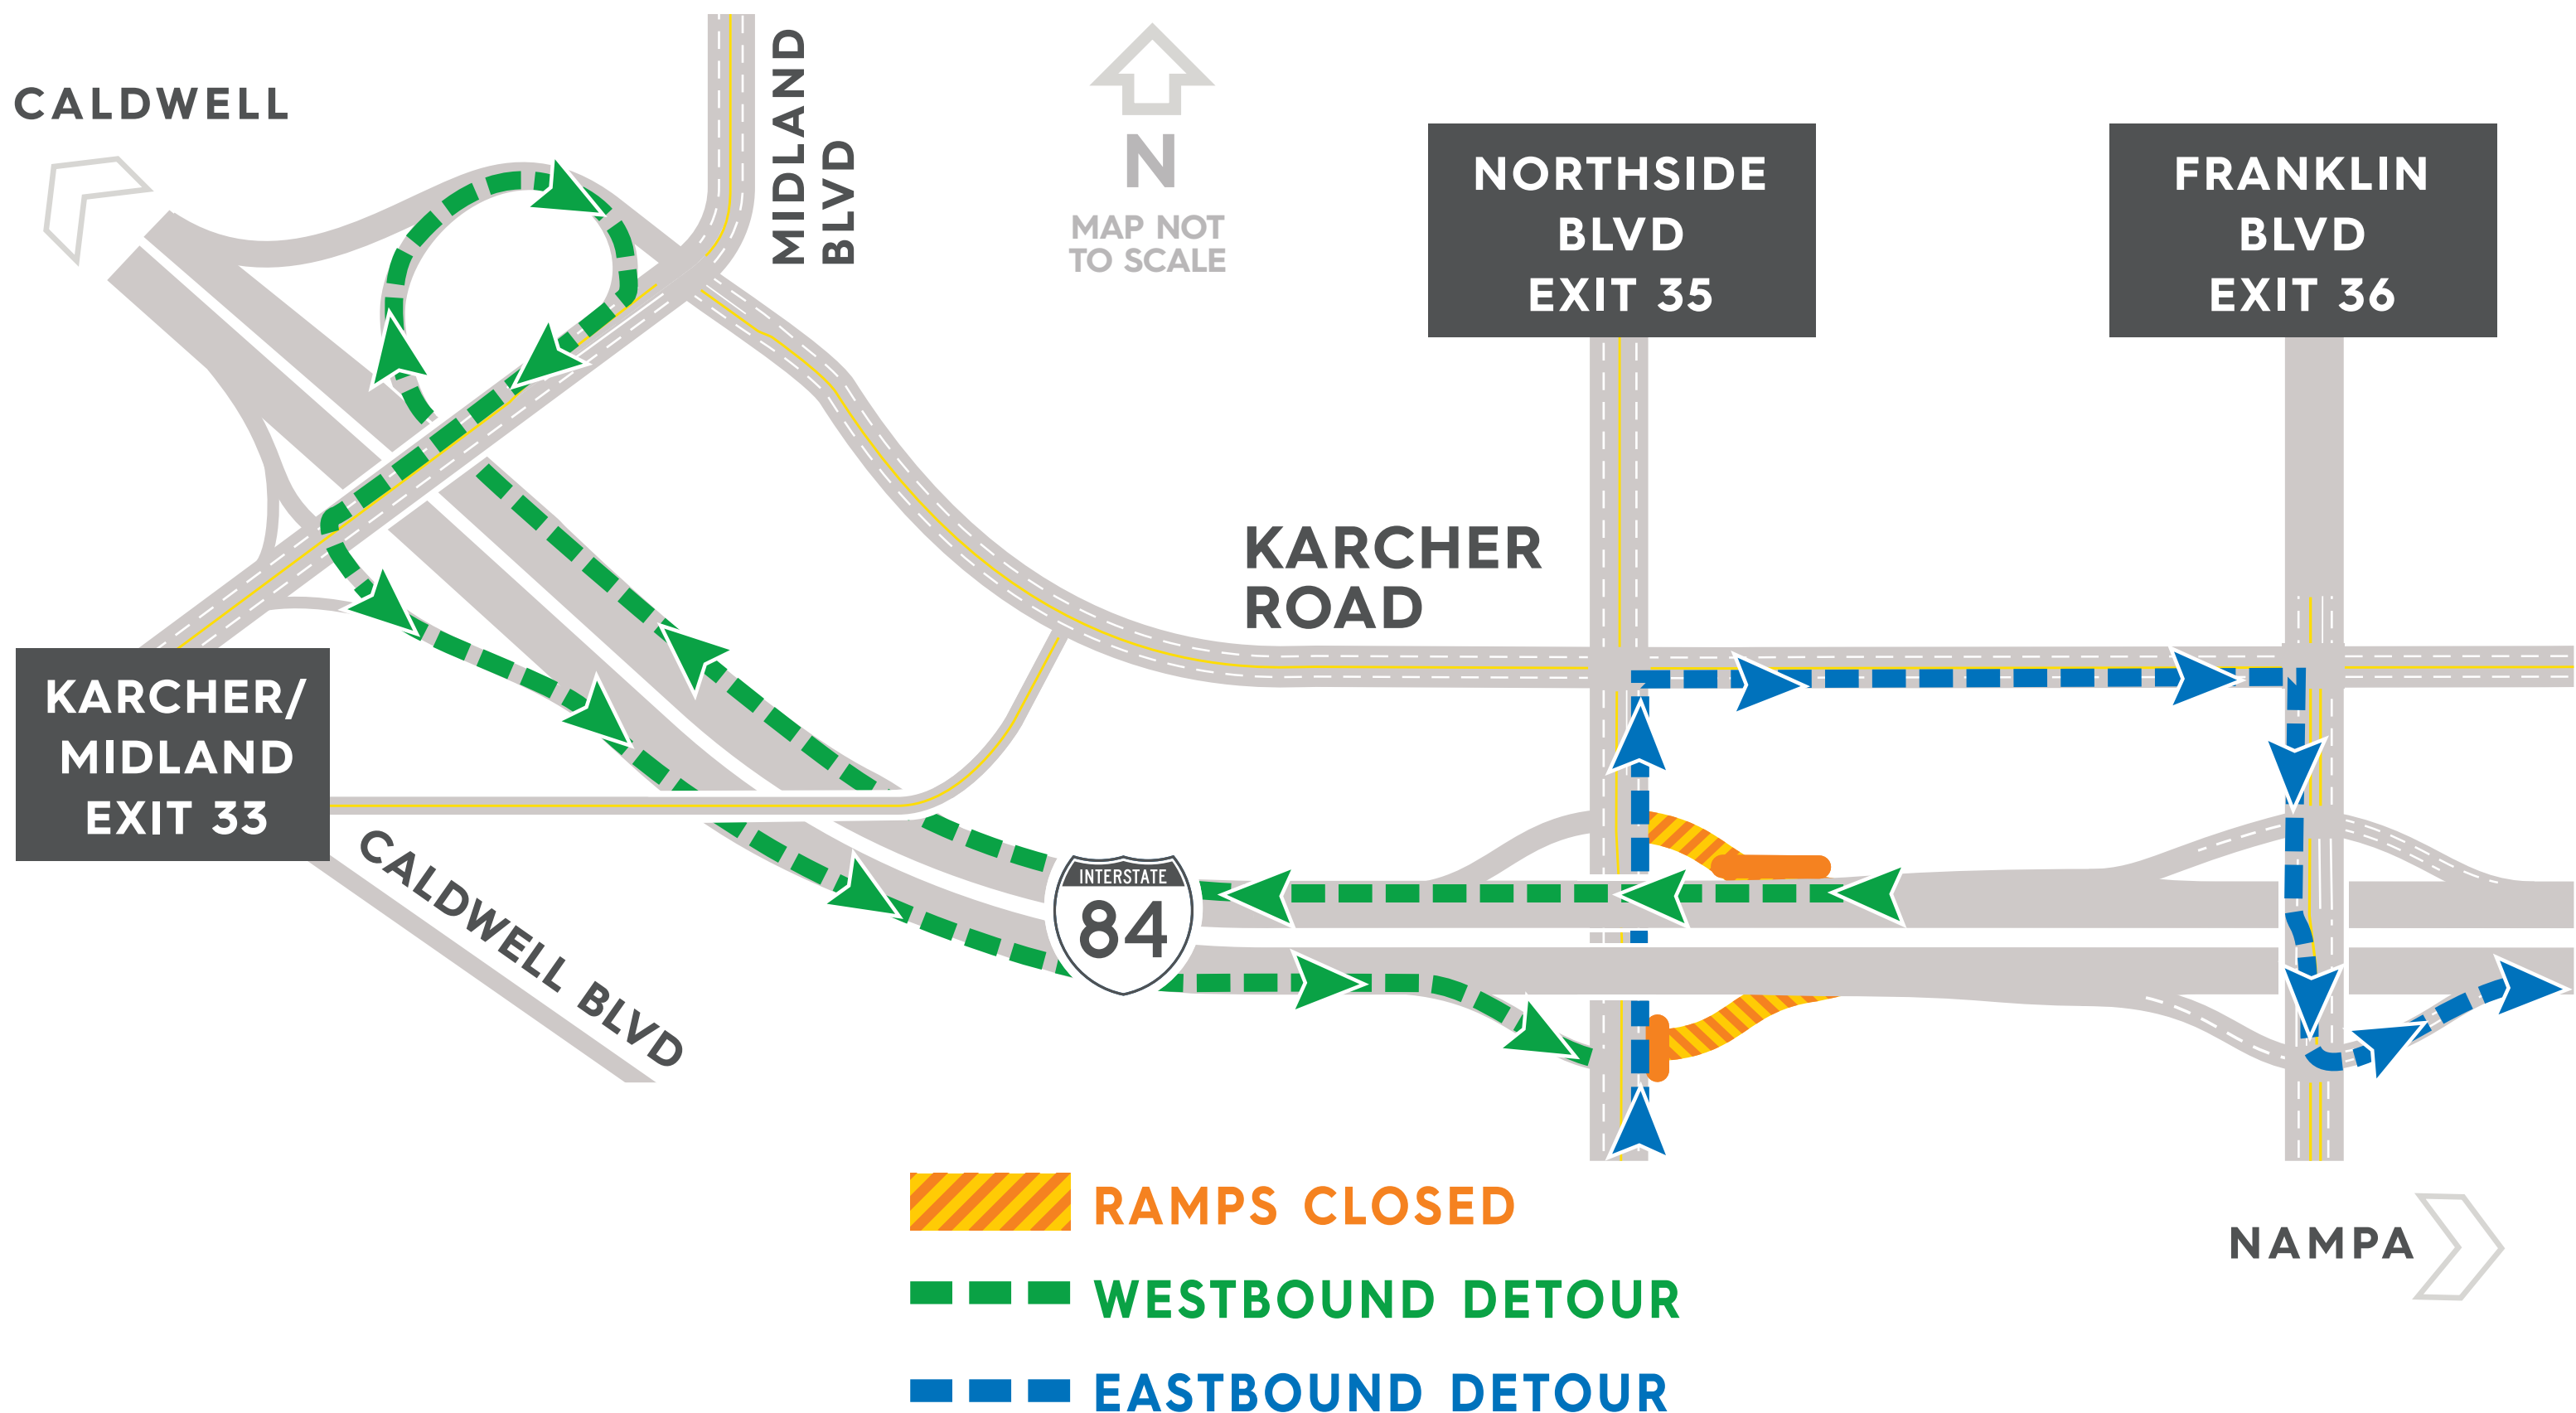 CALDWELL
MIDLAND
BLVD
N
MAP NOT
TO SCALE
NORTHSIDE
BLVD
EXIT 35
FRANKLIN
BLVD
EXIT 36
KARCHER
ROAD
KARCHER/
MIDLAND
EXIT 33
CALDWELL BLVD
INTERSTATE
84
RAMPS CLOSED
WESTBOUND DETOUR
EASTBOUND DETOUR
NAMPA